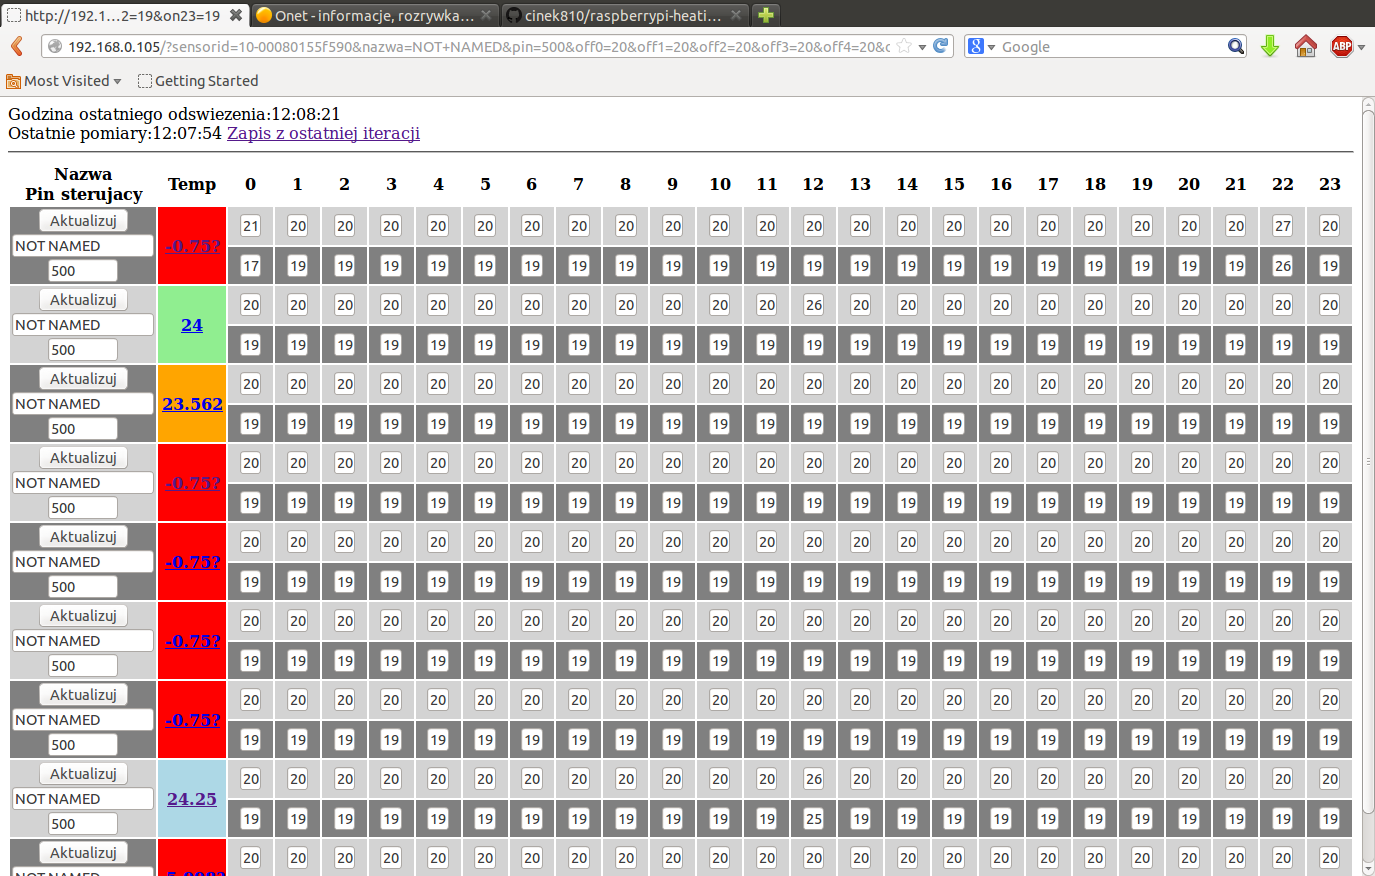 http://192.1...2=19&on23=19
Onet - informacje, rozrywka...
cinek810/raspberrypi-heati...
192.168.0.105/?sensorid=10-00080155f590&nazwa=NOT+NAMED&pin=500&off0=20&off1=20&off2=20&off3=20&off4=20&
Google
ABP
Most Visited
Getting Started
Godzina ostatniego odswiezenia:12:08:21
Ostatnie pomiary:12:07:54 Zapis z ostatniej iteracji
Nazwa
Pin sterujacy Temp 0 1 2 3 4 5 6 7 8 9 10 11 12 13 14 15 16 17 18 19 20 21 22 23
Aktualizuj
21 20 20 20 20 20 20 20 20 20 20 20 20 20 20 20 20 20 20 20 20 20 27 20
NOT NAMED -0.75?
500 17 19 19 19 19 19 19 19 19 19 19 19 19 19 19 19 19 19 19 19 19 19 26 19
Aktualizuj
20 20 20 20 20 20 20 20 20 20 20 20 26 20 20 20 20 20 20 20 20 20 20 20
NOT NAMED 24
500 19 19 19 19 19 19 19 19 19 19 19 19 19 19 19 19 19 19 19 19 19 19 19 19
Aktualizuj
20 20 20 20 20 20 20 20 20 20 20 20 20 20 20 20 20 20 20 20 20 20 20 20
NOT NAMED 23.562
500 19 19 19 19 19 19 19 19 19 19 19 19 19 19 19 19 19 19 19 19 19 19 19 19
Aktualizuj
20 20 20 20 20 20 20 20 20 20 20 20 20 20 20 20 20 20 20 20 20 20 20 20
NOT NAMED -0.75?
500 19 19 19 19 19 19 19 19 19 19 19 19 19 19 19 19 19 19 19 19 19 19 19 19
Aktualizuj
20 20 20 20 20 20 20 20 20 20 20 20 20 20 20 20 20 20 20 20 20 20 20 20
NOT NAMED -0.75?
500 19 19 19 19 19 19 19 19 19 19 19 19 19 19 19 19 19 19 19 19 19 19 19 19
Aktualizuj
20 20 20 20 20 20 20 20 20 20 20 20 20 20 20 20 20 20 20 20 20 20 20 20
NOT NAMED -0.75?
500 19 19 19 19 19 19 19 19 19 19 19 19 19 19 19 19 19 19 19 19 19 19 19 19
Aktualizuj
20 20 20 20 20 20 20 20 20 20 20 20 20 20 20 20 20 20 20 20 20 20 20 20
NOT NAMED -0.75?
500 19 19 19 19 19 19 19 19 19 19 19 19 19 19 19 19 19 19 19 19 19 19 19 19
Aktualizuj
20 20 20 20 20 20 20 20 20 20 20 20 26 20 20 20 20 20 20 20 20 20 20 20
NOT NAMED 24.25
500 19 19 19 19 19 19 19 19 19 19 19 19 25 19 19 19 19 19 19 19 19 19 19 19
Aktualizuj
20 20 20 20 20 20 20 20 20 20 20 20 20 20 20 20 20 20 20 20 20 20 20 20
NOT NAMED